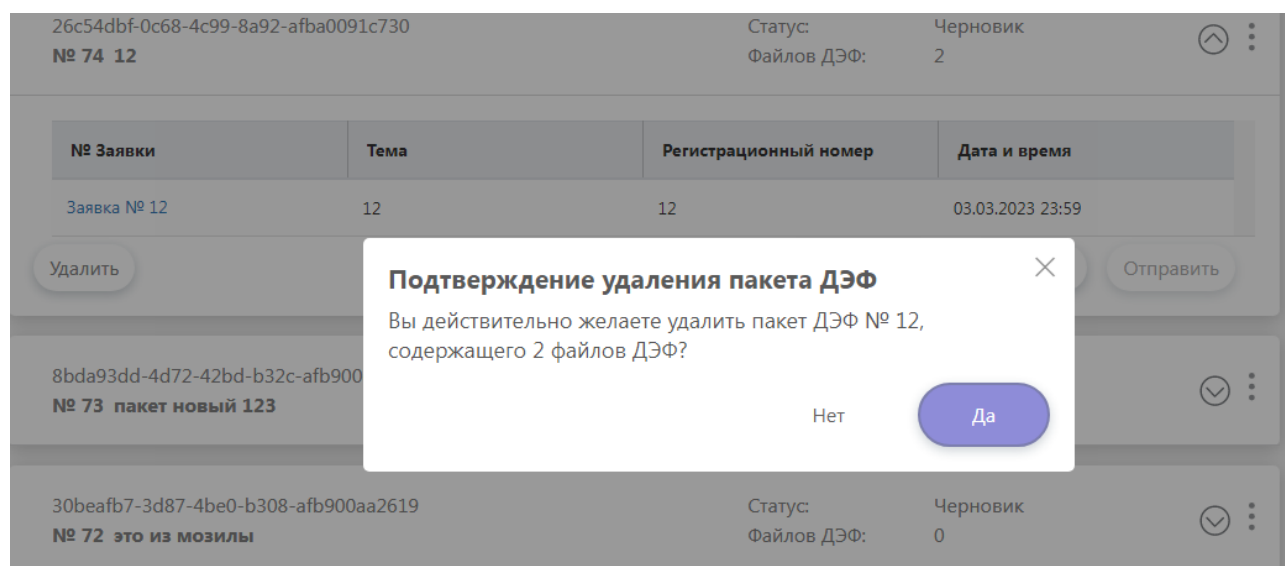 26c54dbf-0c68-4c99-8a92-afba0091c730 Статус: Черновик
№ 74 12 Файлов ДЭФ: 2
№ Заявки Тема Регистрационный номер Дата и время
Заявка № 12 12 12 03.03.2023 23:59
Удалить Отправить
Подтверждение удаления пакета ДЭФ
Вы действительно желаете удалить пакет ДЭФ № 12,
содержащего 2 файлов ДЭФ?
Нет Да
8bda93dd-4d72-42bd-b32c-afb900
№ 73 пакет новый 123
30beafb7-3d87-4be0-b308-afb900aa2619 Статус: Черновик
№ 72 это из мозилы Файлов ДЭФ: 0